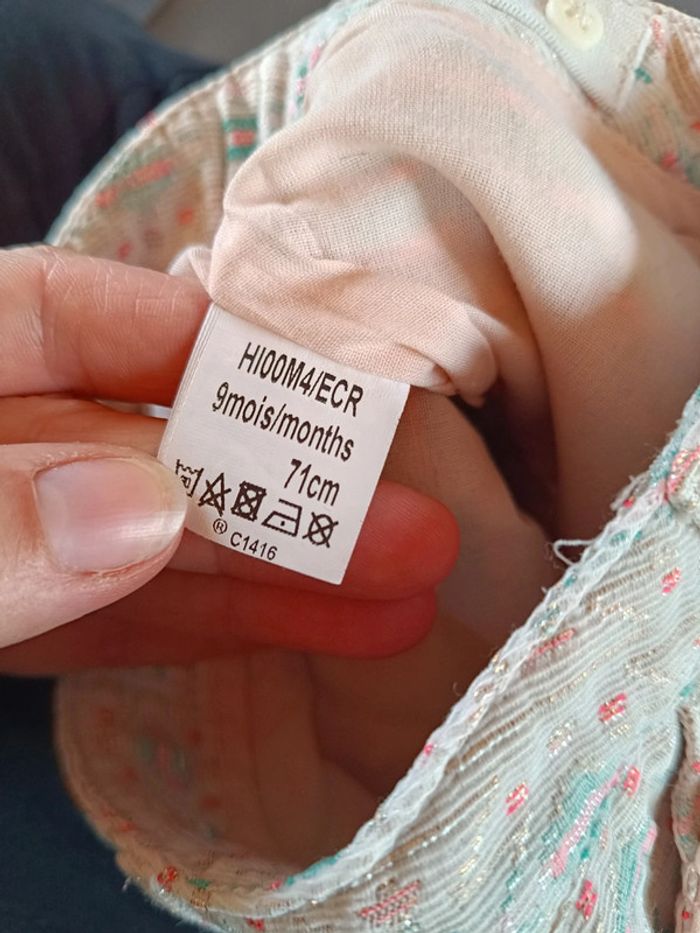 HI00M4/ECR
9mois/months
71cm
® C1416